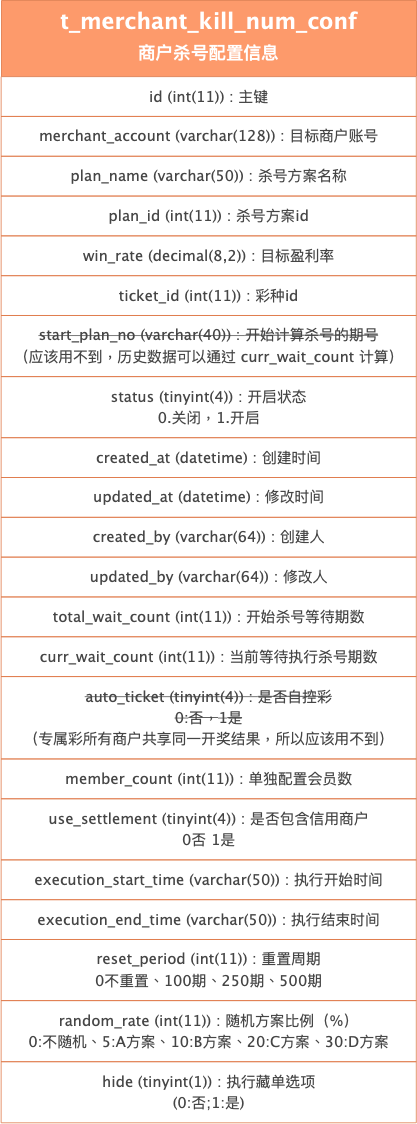 t_merchant_kill_num_conf
商户杀号配置信息
id (int(11)) : 主键
merchant_account (varchar(128)) : 目标商户账号
plan_name (varchar(50)) : 杀号方案名称
plan_id (int(11)) : 杀号方案id
win_rate (decimal(8,2)) : 目标盈利率
ticket_id (int(11)) : 彩种id
start_plan_no (varchar(40)) : 开始计算杀号的期号
（应该用不到，历史数据可以通过 curr_wait_count 计算）
status (tinyint(4)) : 开启状态
0.关闭，1.开启
created_at (datetime) : 创建时间
updated_at (datetime) : 修改时间
created_by (varchar(64)) : 创建人
updated_by (varchar(64)) : 修改人
total_wait_count (int(11)) : 开始杀号等待期数
curr_wait_count (int(11)) : 当前等待执行杀号期数
auto_ticket (tinyint(4)) : 是否自控彩
0:否，1是
（专属彩所有商户共享同一开奖结果，所以应该用不到）
member_count (int(11)) : 单独配置会员数
use_settlement (tinyint(4)) : 是否包含信用商户
0否 1是
execution_start_time (varchar(50)) : 执行开始时间
execution_end_time (varchar(50)) : 执行结束时间
reset_period (int(11)) : 重置周期
0不重置、100期、250期、500期
random_rate (int(11)) : 随机方案比例（%）
0:不随机、5:A方案、10:B方案、20:C方案、30:D方案
hide (tinyint(1)) : 执行藏单选项
(0:否;1:是)